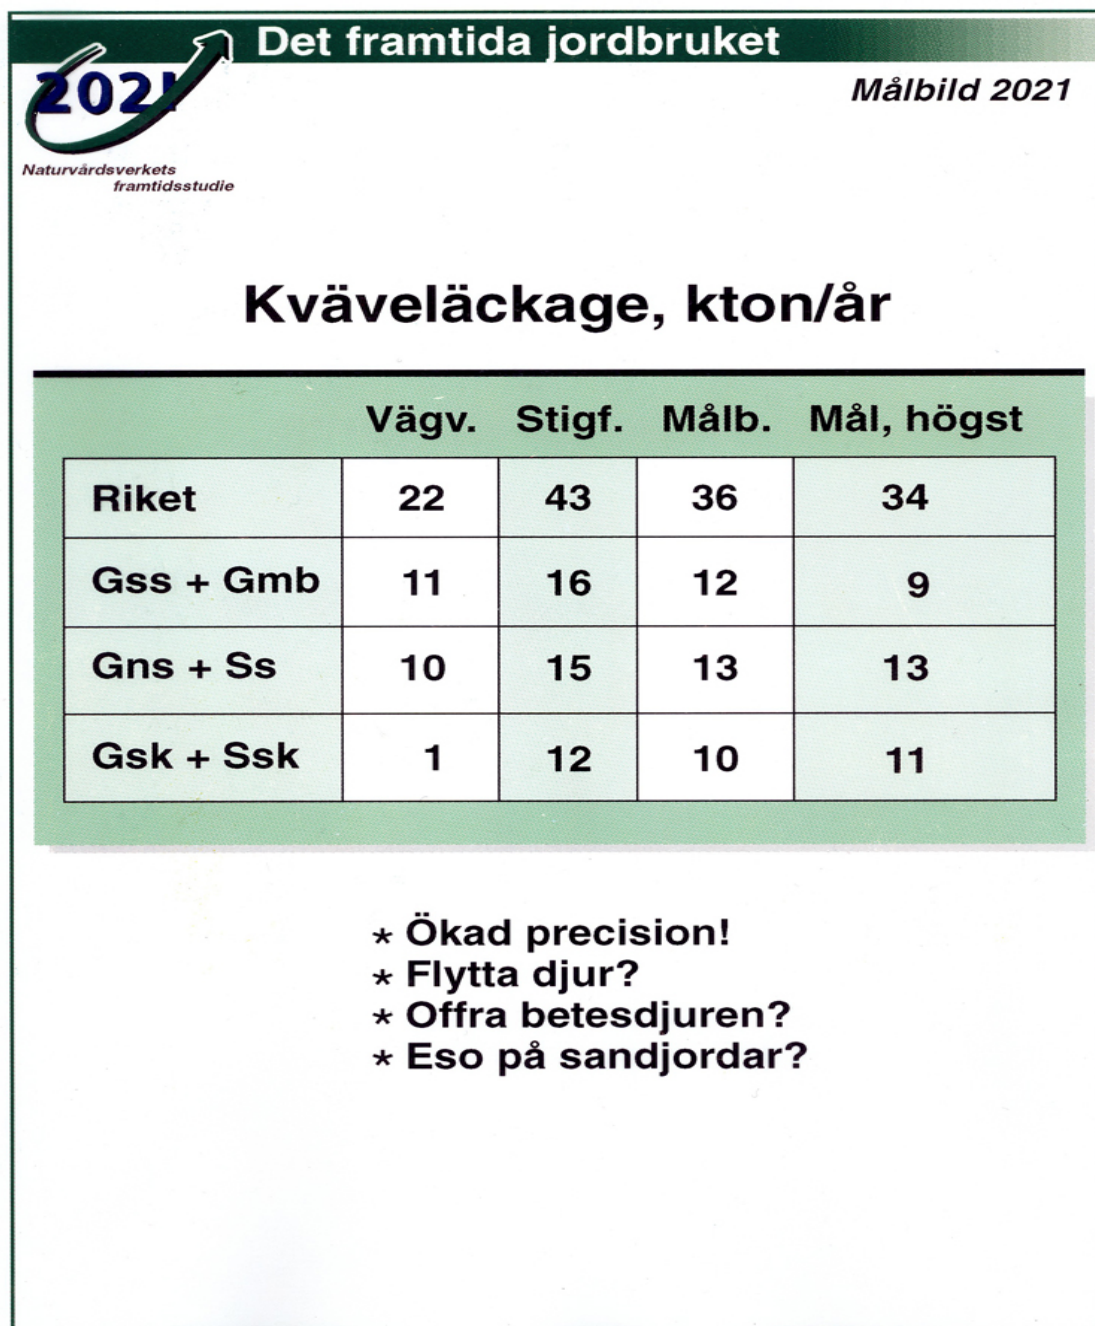 Det framtida jordbruket
2021
Målbild 2021
Naturvårdsverkets
framtidsstudie
Kväveläckage, kton/år
Vägv. Stigf. Målb. Mål, högst
Riket 22 43 36 34
Gss + Gmb 11 16 12 9
Gns + Ss 10 15 13 13
Gsk + Ssk 1 12 10 11
* Ökad precision!
* Flytta djur?
* Offra betesdjuren?
* Eso på sandjordar?